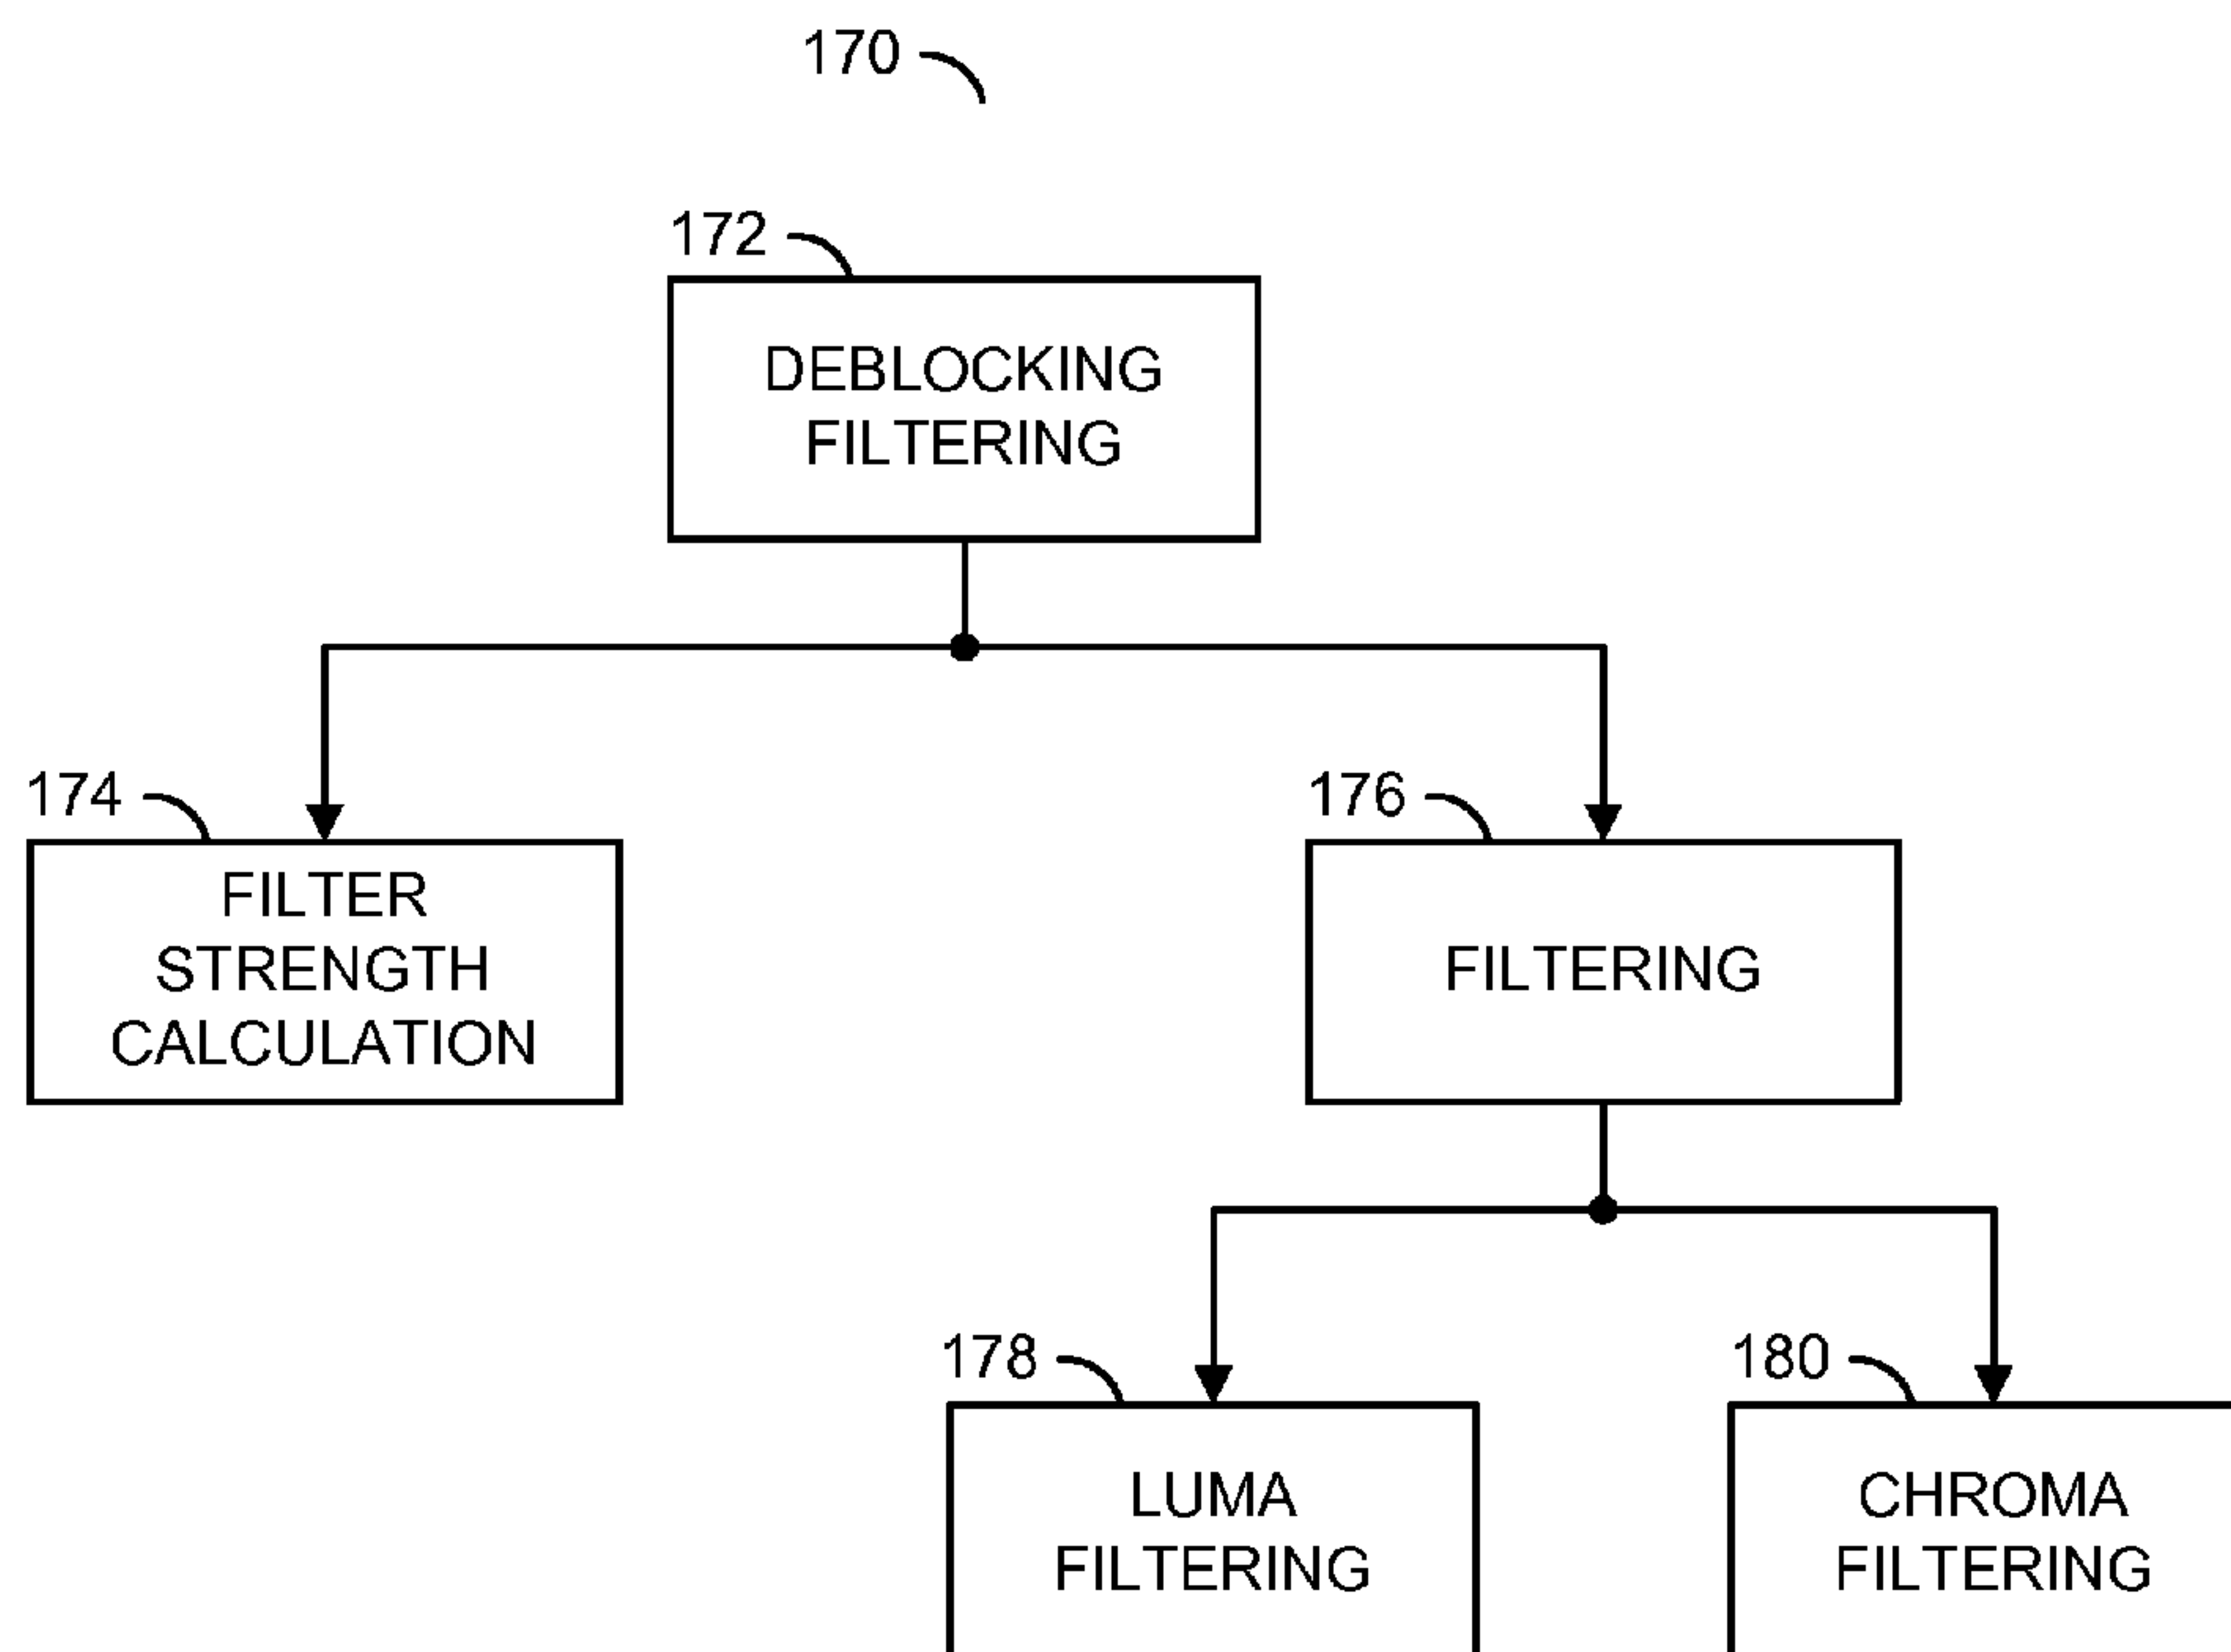 170
172
DEBLOCKING
FILTERING
174
FILTER
STRENGTH
CALCULATION
176
FILTERING
178
LUMA
FILTERING
180
CHROMA
FILTERING